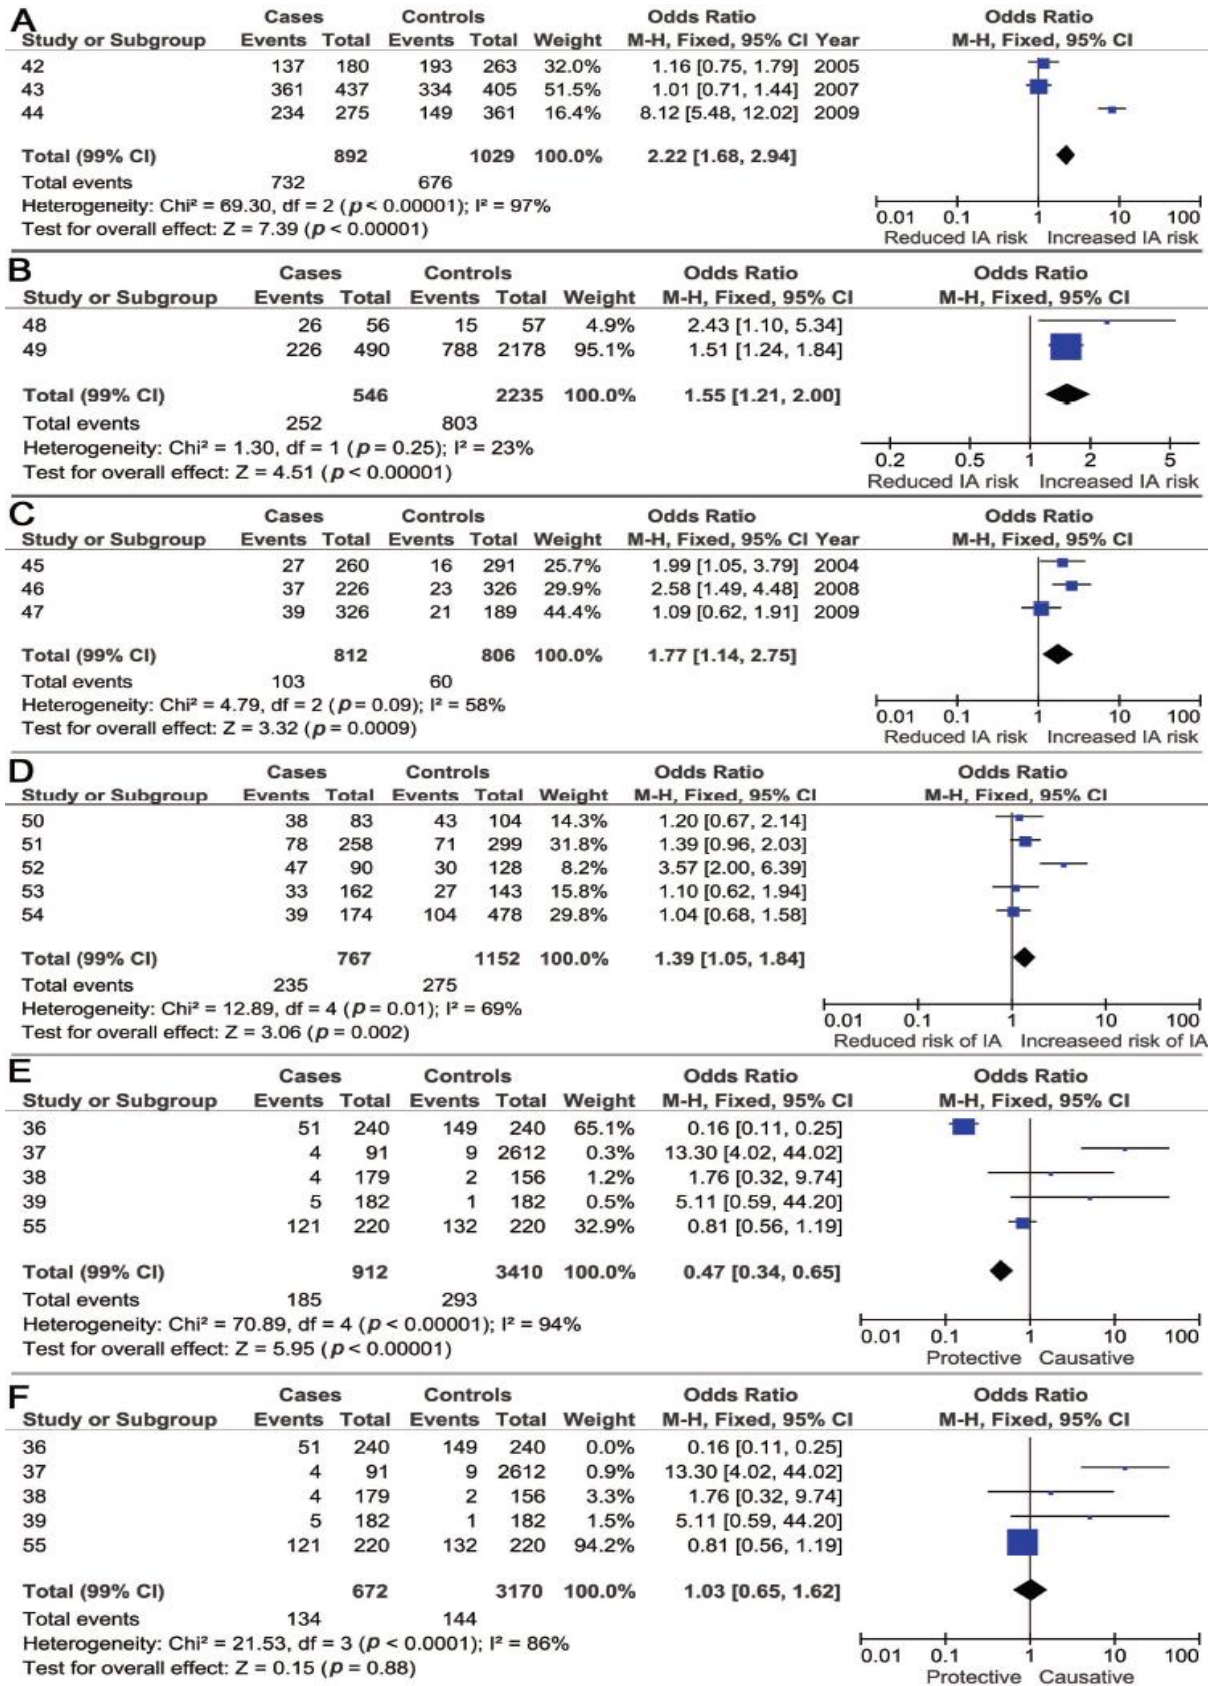 A
Cases Controls Odds Ratio Odds Ratio
Study or Subgroup Events Total Events Total Weight M-H, Fixed, 95% CI Year M-H, Fixed, 95% CI
42 137 180 193 263 32.0% 1.16 [0.75, 1.79] 2005
43 361 437 334 405 51.5% 1.01 [0.71, 1.44] 2007
44 234 275 149 361 16.4% 8.12 [5.48, 12.02] 2009
Total (99% CI) 892 1029 100.0% 2.22 [1.68, 2.94]
Total events 732 676
Heterogeneity: Chi² = 69.30, df = 2 (p < 0.00001); I² = 97%
Test for overall effect: Z = 7.39 (p < 0.00001)
0.01 0.1 1 10 100
Reduced IA risk Increased IA risk
B
Cases Controls Odds Ratio Odds Ratio
Study or Subgroup Events Total Events Total Weight M-H, Fixed, 95% CI M-H, Fixed, 95% CI
48 26 56 15 57 4.9% 2.43 [1.10, 5.34]
49 226 490 788 2178 95.1% 1.51 [1.24, 1.84]
Total (99% CI) 546 2235 100.0% 1.55 [1.21, 2.00]
Total events 252 803
Heterogeneity: Chi² = 1.30, df = 1 (p = 0.25); I² = 23%
Test for overall effect: Z = 4.51 (p < 0.00001)
0.2 0.5 1 2 5
Reduced IA risk Increased IA risk
C
Cases Controls Odds Ratio Odds Ratio
Study or Subgroup Events Total Events Total Weight M-H, Fixed, 95% CI Year M-H, Fixed, 95% CI
45 27 260 16 291 25.7% 1.99 [1.05, 3.79] 2004
46 37 226 23 326 29.9% 2.58 [1.49, 4.48] 2008
47 39 326 21 189 44.4% 1.09 [0.62, 1.91] 2009
Total (99% CI) 812 806 100.0% 1.77 [1.14, 2.75]
Total events 103 60
Heterogeneity: Chi² = 4.79, df = 2 (p = 0.09); I² = 58%
Test for overall effect: Z = 3.32 (p = 0.0009)
0.01 0.1 1 10 100
Reduced IA risk Increased IA risk
D
Cases Controls Odds Ratio Odds Ratio
Study or Subgroup Events Total Events Total Weight M-H, Fixed, 95% CI M-H, Fixed, 95% CI
50 38 83 43 104 14.3% 1.20 [0.67, 2.14]
51 78 258 71 299 31.8% 1.39 [0.96, 2.03]
52 47 90 30 128 8.2% 3.57 [2.00, 6.39]
53 33 162 27 143 15.8% 1.10 [0.62, 1.94]
54 39 174 104 478 29.8% 1.04 [0.68, 1.58]
Total (99% CI) 767 1152 100.0% 1.39 [1.05, 1.84]
Total events 235 275
Heterogeneity: Chi² = 12.89, df = 4 (p = 0.01); I² = 69%
Test for overall effect: Z = 3.06 (p = 0.002)
0.01 0.1 1 10 100
Reduced risk of IA Increaseed risk of IA
E
Cases Controls Odds Ratio Odds Ratio
Study or Subgroup Events Total Events Total Weight M-H, Fixed, 95% CI M-H, Fixed, 95% CI
36 51 240 149 240 65.1% 0.16 [0.11, 0.25]
37 4 91 9 2612 0.3% 13.30 [4.02, 44.02]
38 4 179 2 156 1.2% 1.76 [0.32, 9.74]
39 5 182 1 182 0.5% 5.11 [0.59, 44.20]
55 121 220 132 220 32.9% 0.81 [0.56, 1.19]
Total (99% CI) 912 3410 100.0% 0.47 [0.34, 0.65]
Total events 185 293
Heterogeneity: Chi² = 70.89, df = 4 (p < 0.00001); I² = 94%
Test for overall effect: Z = 5.95 (p < 0.00001)
0.01 0.1 1 10 100
Protective Causative
F
Cases Controls Odds Ratio Odds Ratio
Study or Subgroup Events Total Events Total Weight M-H, Fixed, 95% CI M-H, Fixed, 95% CI
36 51 240 149 240 0.0% 0.16 [0.11, 0.25]
37 4 91 9 2612 0.9% 13.30 [4.02, 44.02]
38 4 179 2 156 3.3% 1.76 [0.32, 9.74]
39 5 182 1 182 1.5% 5.11 [0.59, 44.20]
55 121 220 132 220 94.2% 0.81 [0.56, 1.19]
Total (99% CI) 672 3170 100.0% 1.03 [0.65, 1.62]
Total events 134 144
Heterogeneity: Chi² = 21.53, df = 3 (p < 0.0001); I² = 86%
Test for overall effect: Z = 0.15 (p = 0.88)
0.01 0.1 1 10 100
Protective Causative